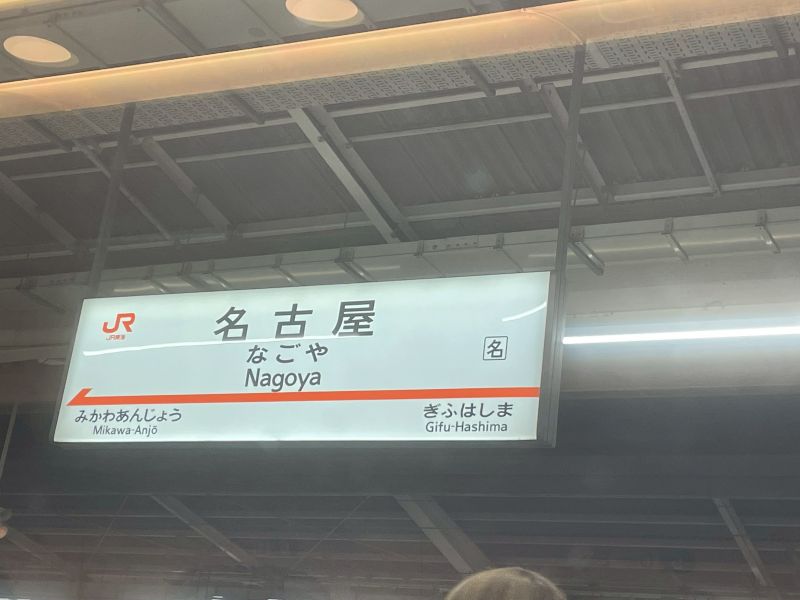 JR
JR東海
名古屋
なごや
名
Nagoya
みかわあんじょう
ぎふはしま
Mikawa-Anjō
Gifu-Hashima